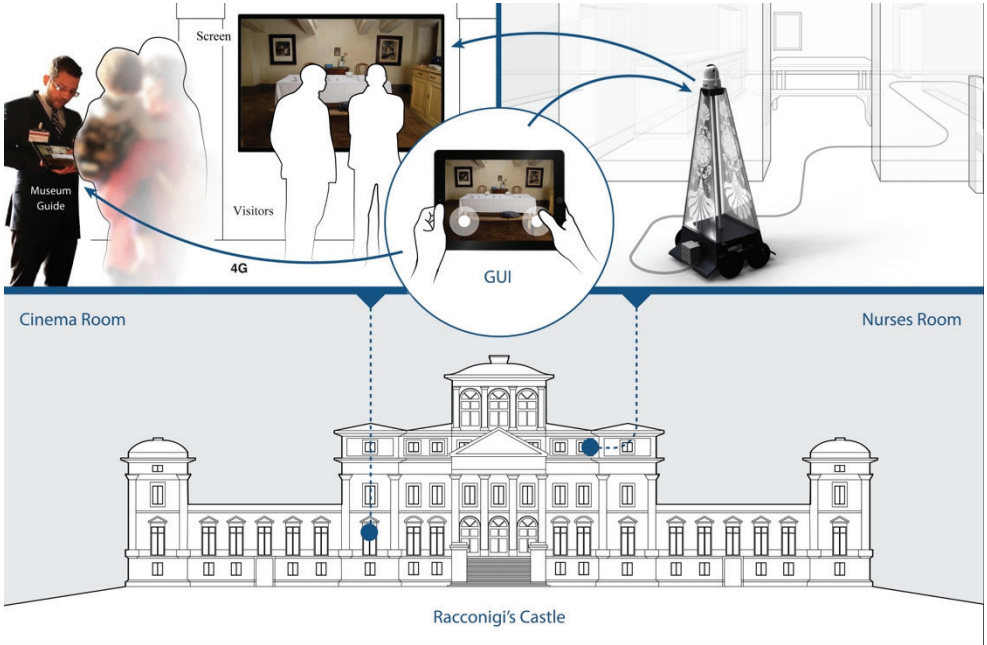 Screen
Museum
Guide
Visitors
4G
GUI
Cinema Room
Nurses Room
Racconigi's Castle